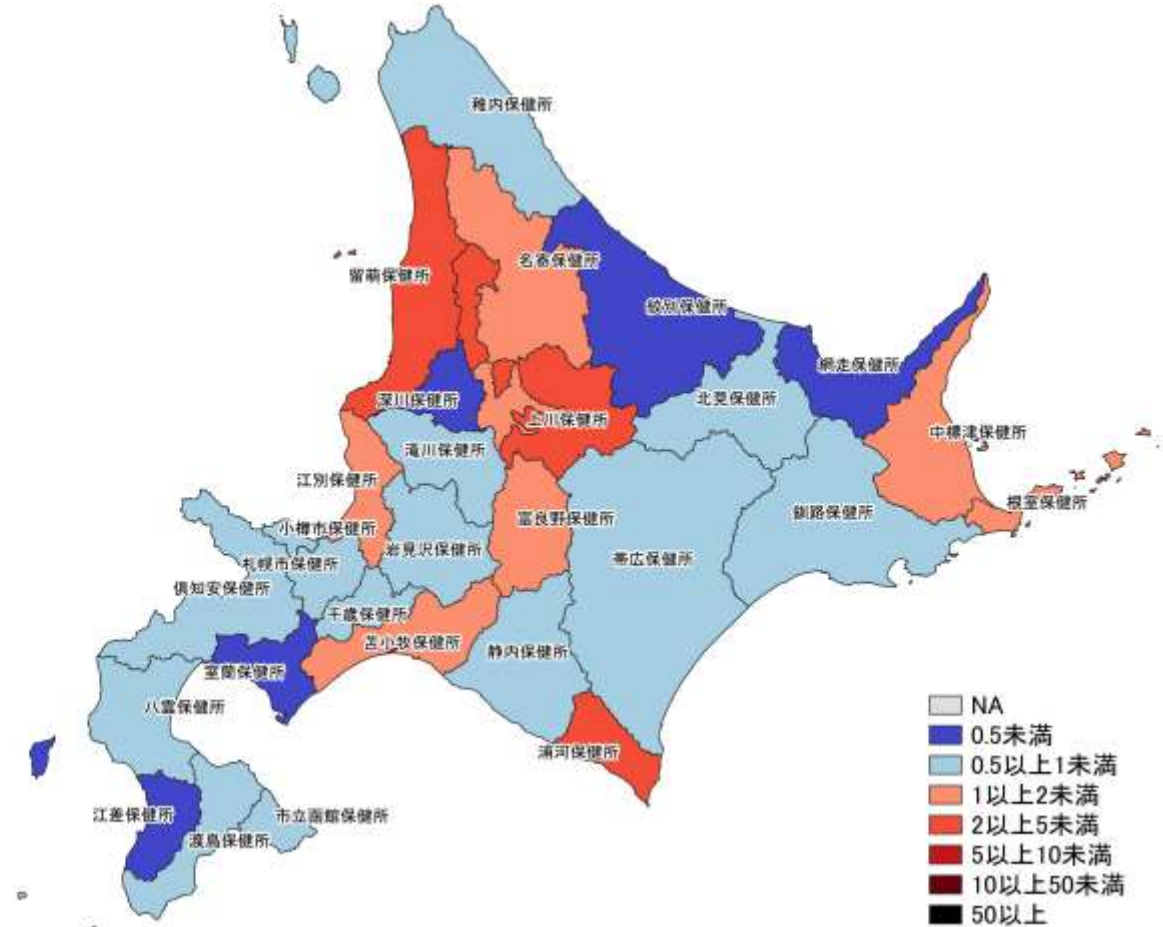 稚内保健所
名寄保健所
留萌保健所
紋別保健所
網走保健所
深川保健所
北見保健所
上川保健所
中標津保健所
滝川保健所
江別保健所
根室保健所
釧路保健所
富良野保健所
小樽市保健所
岩見沢保健所
帯広保健所
札幌市保健所
倶知安保健所
千歳保健所
苫小牧保健所
静内保健所
室蘭保健所
八雲保健所
浦河保健所
江差保健所
市立函館保健所
渡島保健所
NA
0.5未満
0.5以上1未満
1以上2未満
2以上5未満
5以上10未満
10以上50未満
50以上